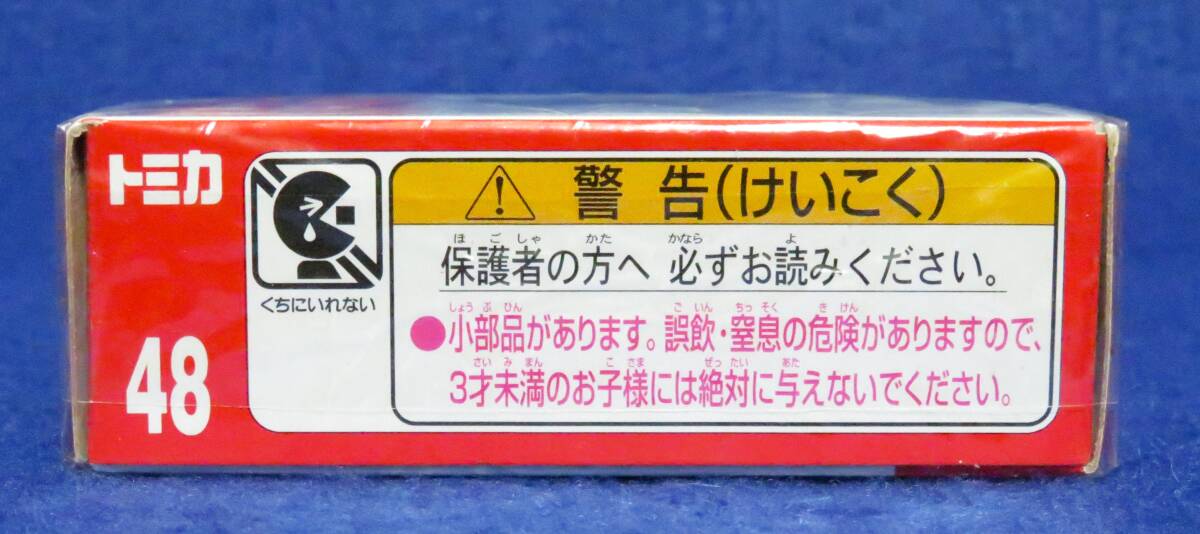 トミカ
48
くちにいれない
警告(けいこく)
ほごしゃ かた かなら よ
保護者の方へ 必ずお読みください。
しょうぶひん ごいん ちっそく きけん
●小部品があります。誤飲・窒息の危険がありますので、
さいみまん こさま ぜったい あた
3才未満のお子様には絶対に与えないでください。